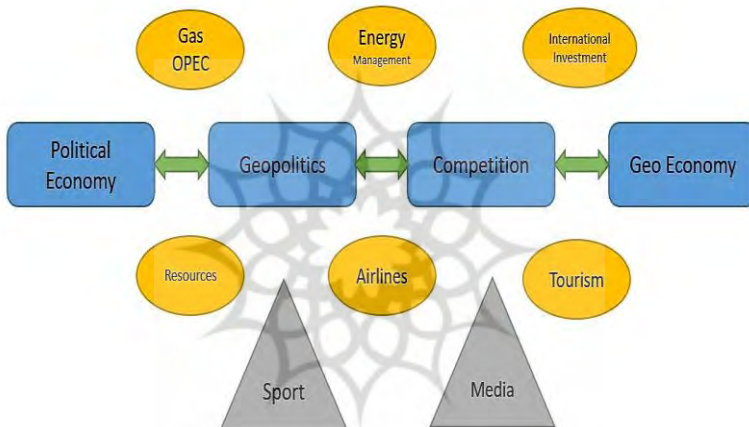 Gas
OPEC
Energy
Management
International
Investment
Political
Economy
Geopolitics
Competition
Geo Economy
Resources
Airlines
Tourism
Sport
Media